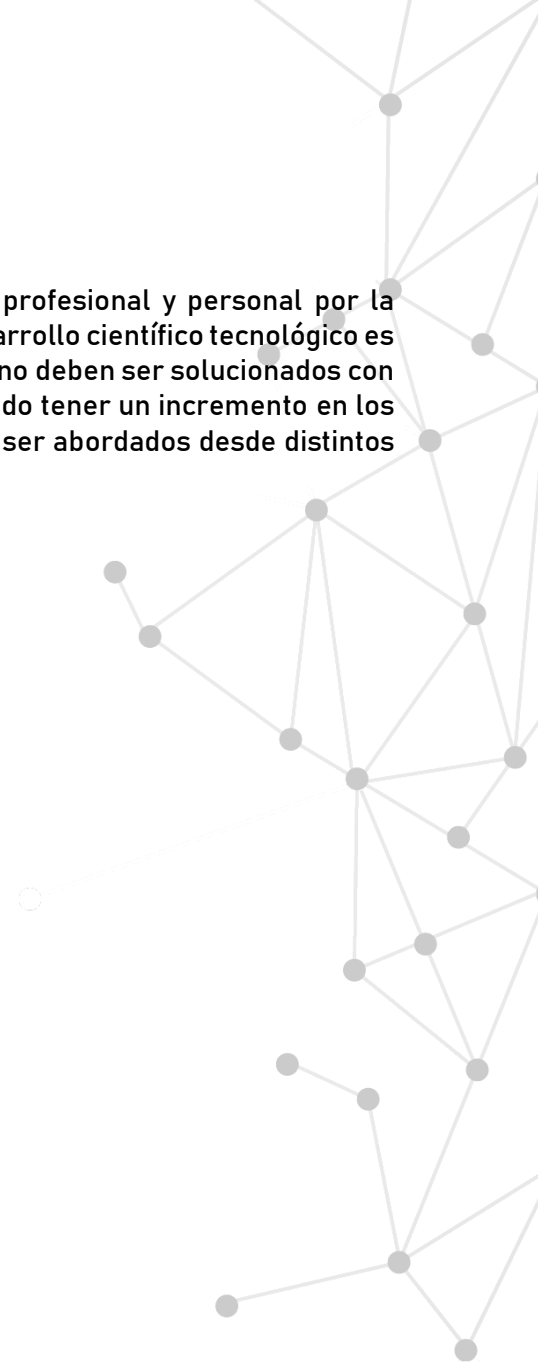 profesional y personal por la
arrollo científico tecnológico es
no deben ser solucionados con
do tener un incremento en los
ser abordados desde distintos